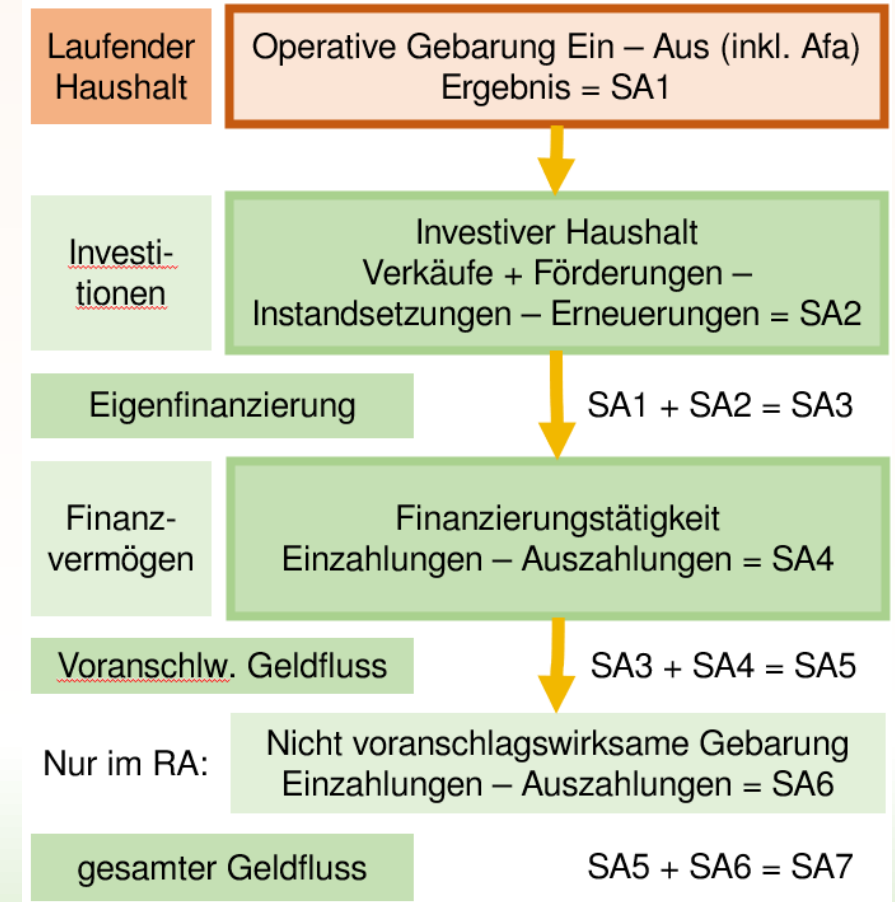 Laufender
Haushalt
Operative Gebarung Ein – Aus (inkl. Afa)
Ergebnis = SA1
Investi-
tionen
Investiver Haushalt
Verkäufe + Förderungen –
Instandsetzungen – Erneuerungen = SA2
Eigenfinanzierung
SA1 + SA2 = SA3
Finanz-
vermögen
Finanzierungstätigkeit
Einzahlungen – Auszahlungen = SA4
Voranschlw. Geldfluss
SA3 + SA4 = SA5
Nur im RA:
Nicht voranschlagswirksame Gebarung
Einzahlungen – Auszahlungen = SA6
gesamter Geldfluss
SA5 + SA6 = SA7